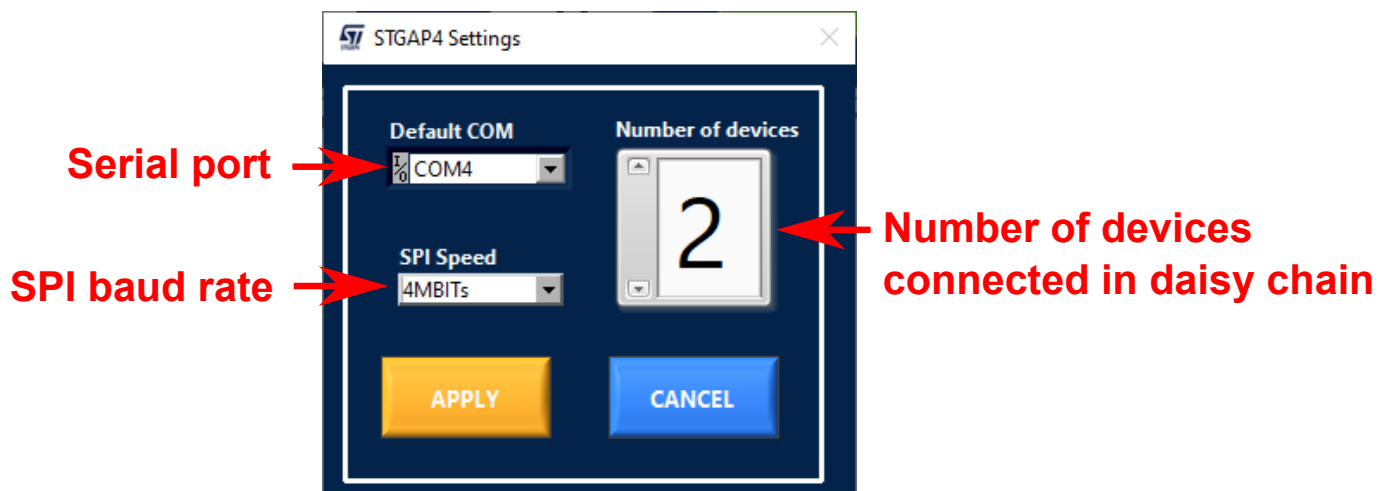 STGAP4 Settings
Default COM
Number of devices
Serial port
I/O COM4
2
Number of devices
connected in daisy chain
SPI Speed
SPI baud rate
4MBITs
APPLY
CANCEL